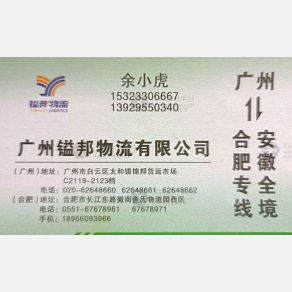 镒邦物流
LOGISTICS
余小虎
15323306667
13929550340
广州
合肥专线
安徽全境
广州镒邦物流有限公司
（广州）地址：广州市白云区太和镇锦邦货运市场
C2119-2123档
电话：020-62648660 62648661 62648662
（合肥）地址：合肥市长江东路徽商叁氏物流园西区
电话：0551-67678961 67678971
手机：18956093966